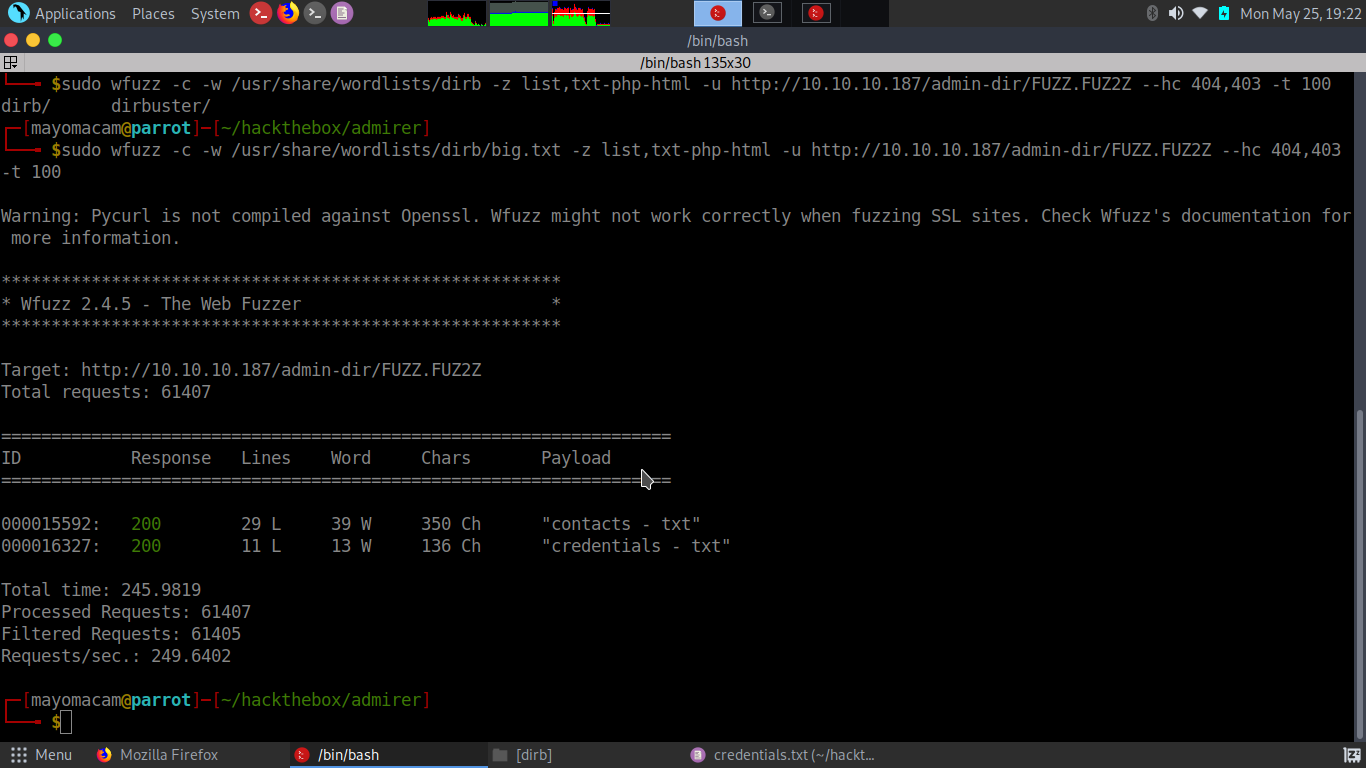 Applications Places System Mon May 25, 19:22
/bin/bash
/bin/bash 135x30
$sudo wfuzz -c -w /usr/share/wordlists/dirb -z list,txt-php-html -u http://10.10.10.187/admin-dir/FUZZ.FUZ2Z --hc 404,403 -t 100
dirb/ dirbuster/
[mayomacam@parrot]-[~/hackthebox/admirer]
$sudo wfuzz -c -w /usr/share/wordlists/dirb/big.txt -z list,txt-php-html -u http://10.10.10.187/admin-dir/FUZZ.FUZ2Z --hc 404,403
-t 100
Warning: Pycurl is not compiled against Openssl. Wfuzz might not work correctly when fuzzing SSL sites. Check Wfuzz's documentation for
more information.
********************************************************
* Wfuzz 2.4.5 - The Web Fuzzer *
********************************************************
Target: http://10.10.10.187/admin-dir/FUZZ.FUZ2Z
Total requests: 61407
===================================================================
ID Response Lines Word Chars Payload
===================================================================
000015592: 200 29 L 39 W 350 Ch "contacts - txt"
000016327: 200 11 L 13 W 136 Ch "credentials - txt"
Total time: 245.9819
Processed Requests: 61407
Filtered Requests: 61405
Requests/sec.: 249.6402
[mayomacam@parrot]-[~/hackthebox/admirer]
$
Menu Mozilla Firefox /bin/bash [dirb] credentials.txt (~/hackt...